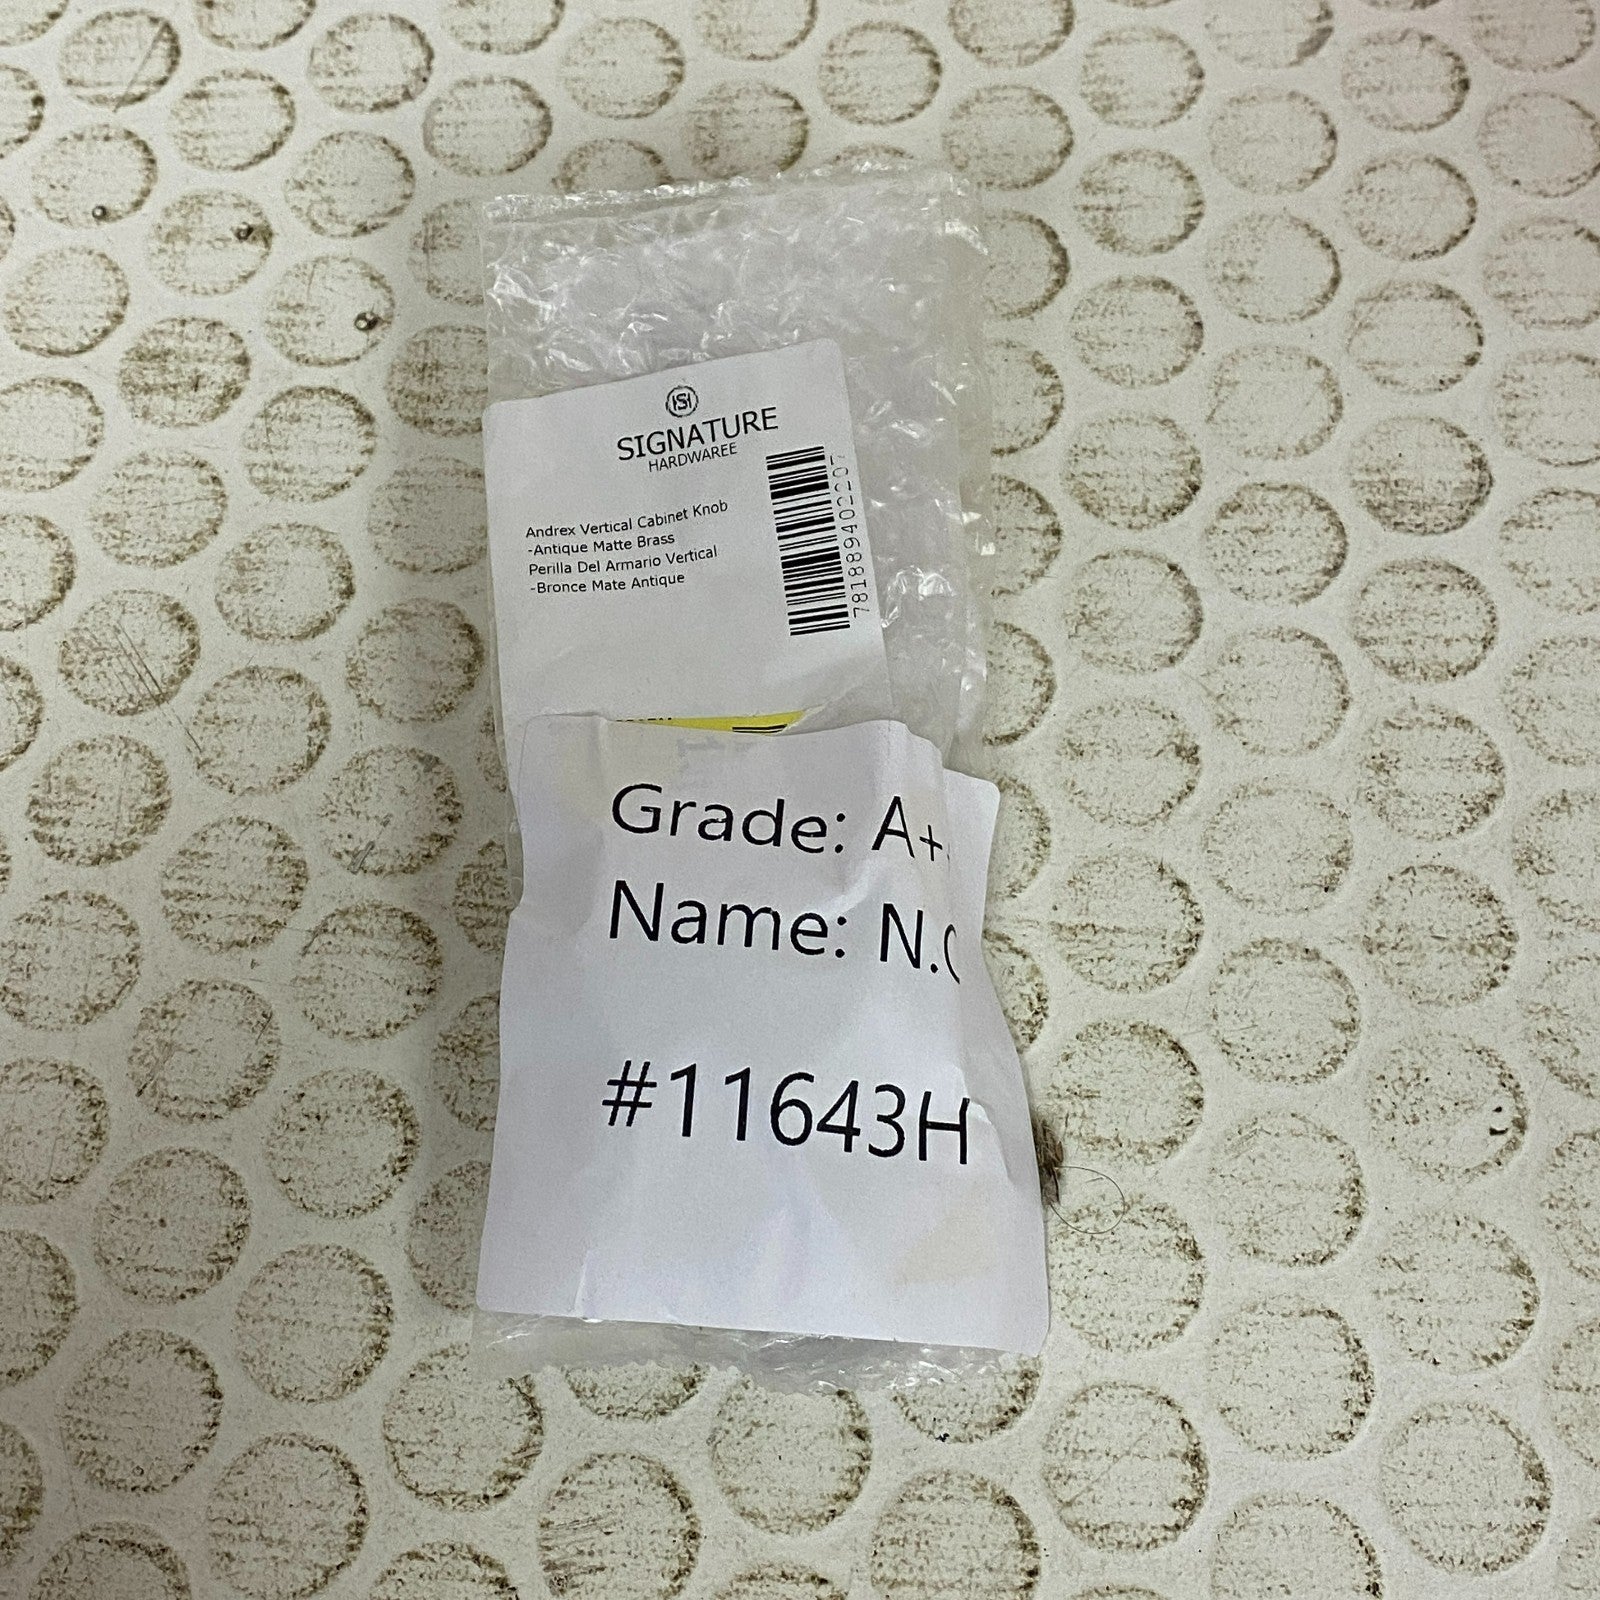 SIGNATURE
HARDWAREE
Andrex Vertical Cabinet Knob
-Antique Matte Brass
Perilla Del Armario Vertical
-Bronce Mate Antique
781889402207
Grade: A+
Name: N.
#11643H